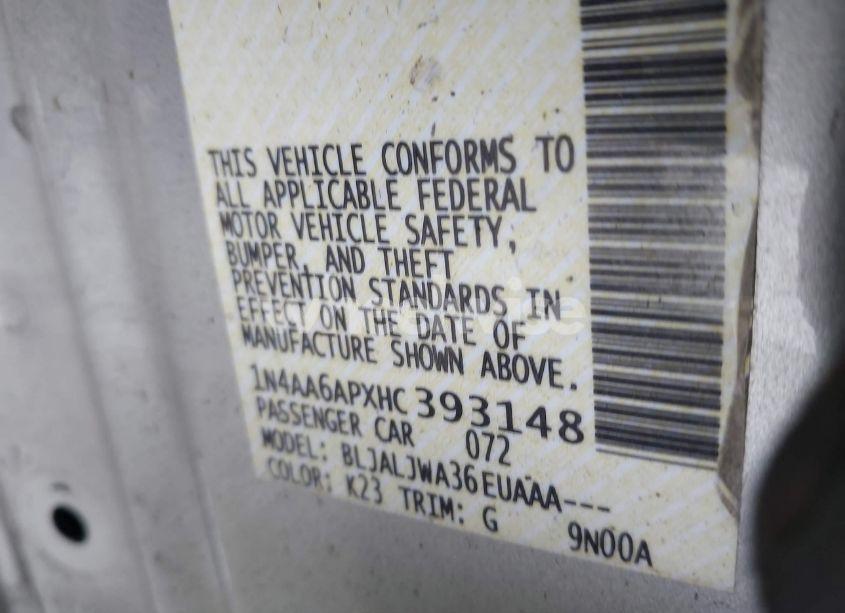 THIS VEHICLE CONFORMS TO
ALL APPLICABLE FEDERAL
MOTOR VEHICLE SAFETY,
BUMPER, AND THEFT
PREVENTION STANDARDS IN
EFFECT ON THE DATE OF
MANUFACTURE SHOWN ABOVE.
1N4AA6APXHC393148
PASSENGER CAR 072
MODEL: BLJALJWA36EUAAA---
COLOR: K23 TRIM: G 9N00A